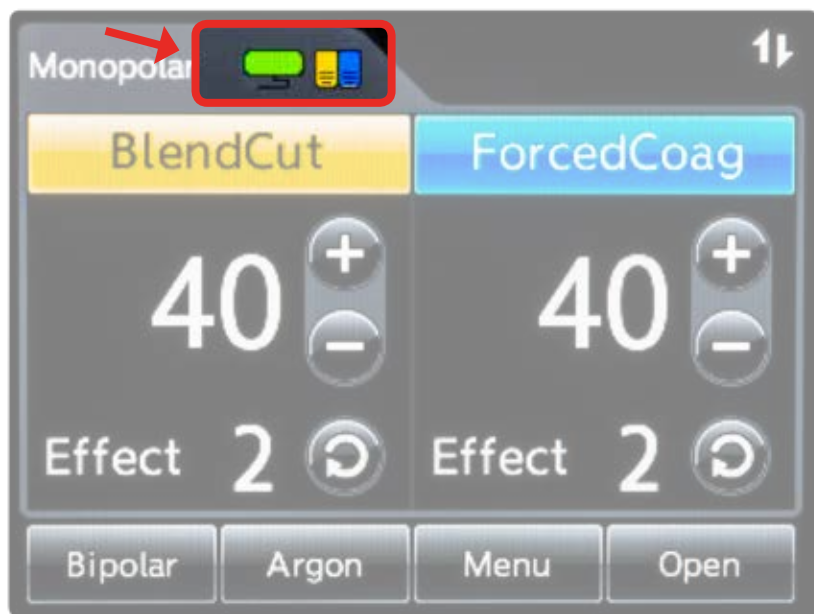 Monopolar
BlendCut ForcedCoag
40 + 40 +
− −
Effect 2 Effect 2
Bipolar Argon Menu Open